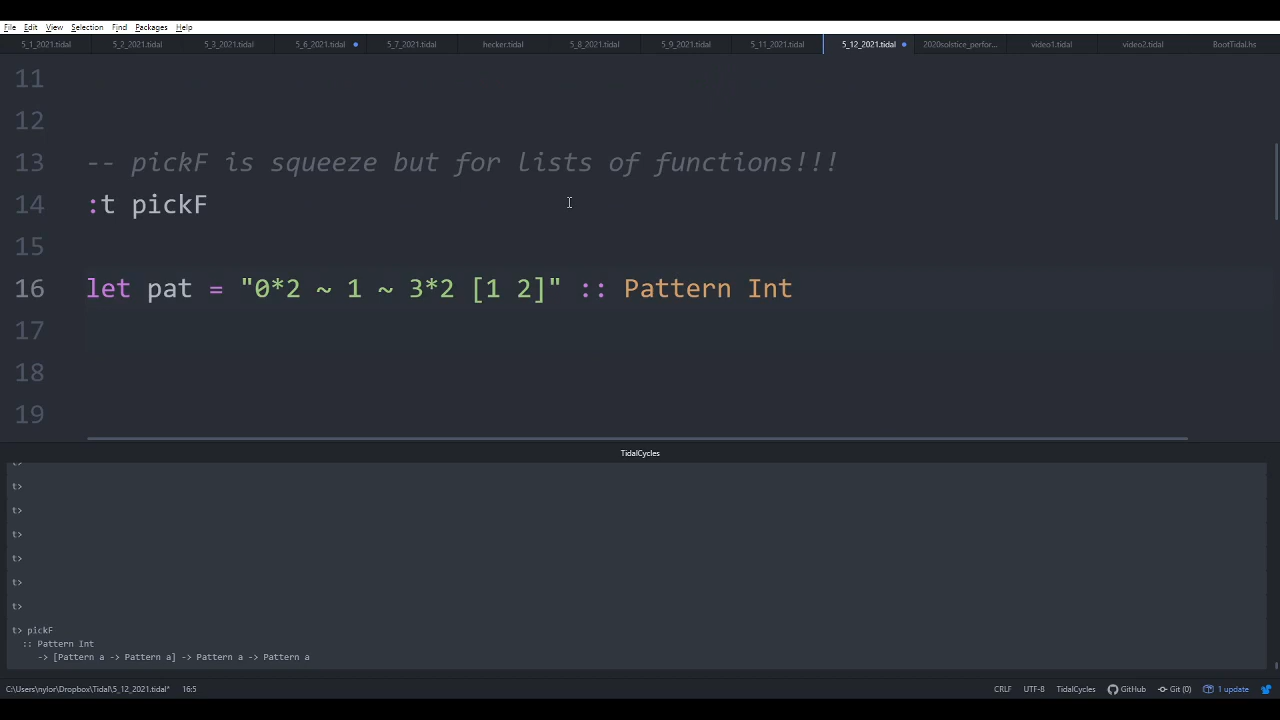 File Edit View Selection Find Packages Help
5_1_2021.tidal 5_2_2021.tidal 5_3_2021.tidal 5_6_2021.tidal 5_7_2021.tidal hecker.tidal 5_8_2021.tidal 5_9_2021.tidal 5_11_2021.tidal 5_12_2021.tidal 2020solstice_perfor... video1.tidal video2.tidal BootTidal.hs
11
12
13 -- pickF is squeeze but for lists of functions!!!
14 :t pickF
15
16 let pat = "0*2 ~ 1 ~ 3*2 [1 2]" :: Pattern Int
17
18
19
TidalCycles
t>
t>
t>
t>
t>
t>
t>
t> pickF
:: Pattern Int
-> [Pattern a -> Pattern a] -> Pattern a -> Pattern a
C:\Users\nylor\Dropbox\Tidal\5_12_2021.tidal* 16:5 CRLF UTF-8 TidalCycles GitHub Git (0) 1 update